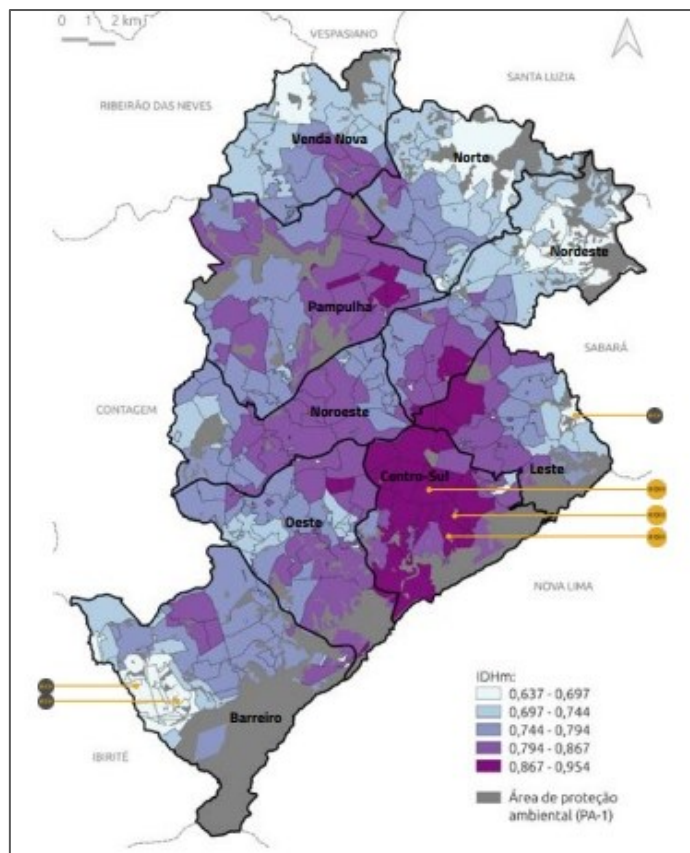 0 1 2 km
VESPASIANO
SANTA LUZIA
RIBEIRÃO DAS NEVES
Venda Nova
Norte
Nordeste
Pampulha
SABARÁ
CONTAGEM
Noroeste
Leste
Centro-Sul
Oeste
NOVA LIMA
IDHm:
0,637 - 0,697
0,697 - 0,744
0,744 - 0,794
0,794 - 0,867
0,867 - 0,954
Barreiro
IBIRITÉ
Área de proteção
ambiental (PA-1)